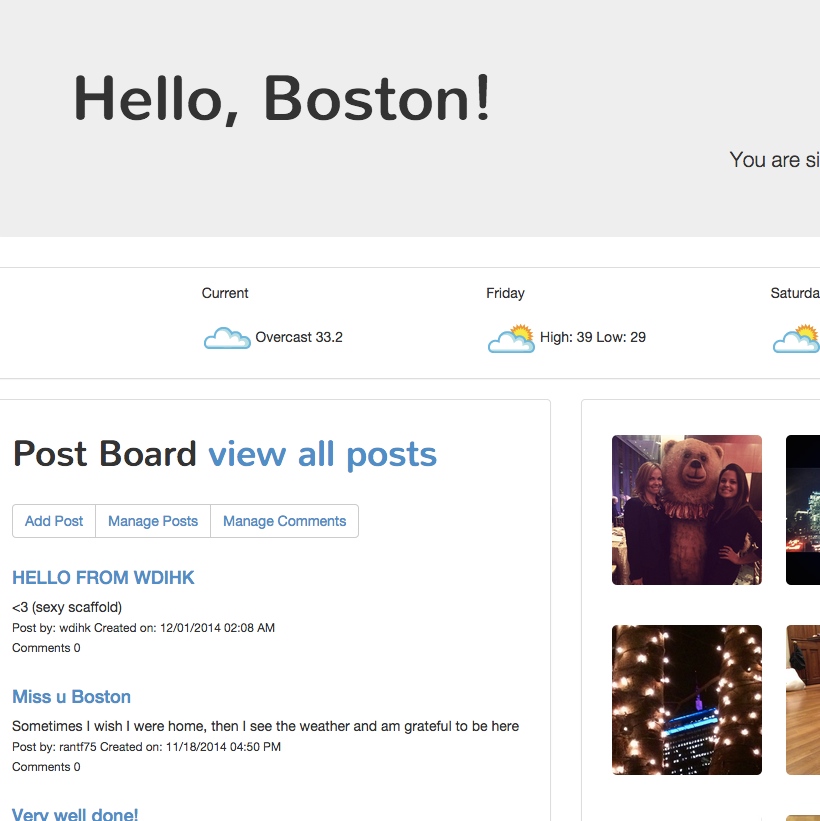 Hello, Boston!
You are si
Current
Friday
Saturda
Overcast 33.2
High: 39 Low: 29
Post Board view all posts
Add Post
Manage Posts
Manage Comments
HELLO FROM WDIHK
<3 (sexy scaffold)
Post by: wdihk Created on: 12/01/2014 02:08 AM
Comments 0
Miss u Boston
Sometimes I wish I were home, then I see the weather and am grateful to be here
Post by: rantf75 Created on: 11/18/2014 04:50 PM
Comments 0
Very well done!